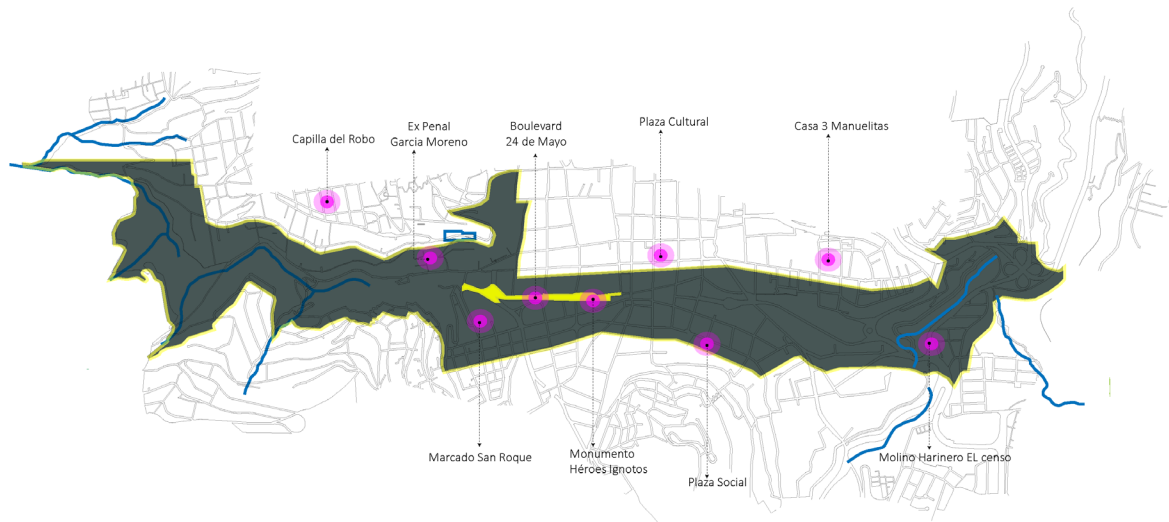 Capilla del Robo
Ex Penal
Garcia Moreno
Boulevard
24 de Mayo
Plaza Cultural
Casa 3 Manuelitas
Marcado San Roque
Monumento
Héroes Ignotos
Plaza Social
Molino Harinero EL censo